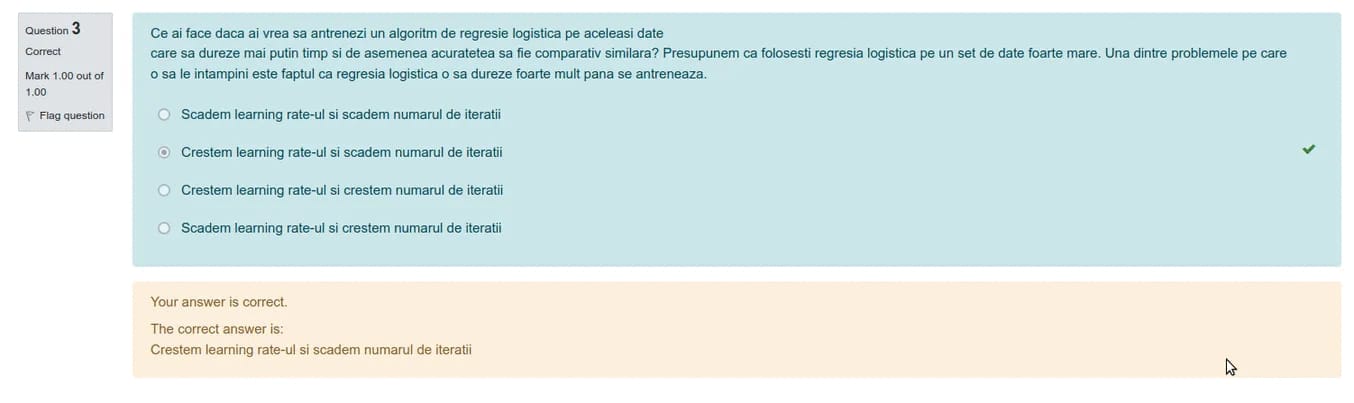 Question 3
Correct
Mark 1.00 out of
1.00
Flag question
Ce ai face daca ai vrea sa antrenezi un algoritm de regresie logistica pe aceleasi date
care sa dureze mai putin timp si de asemenea acuratetea sa fie comparativ similara? Presupunem ca folosesti regresia logistica pe un set de date foarte mare. Una dintre problemele pe care
o sa le intampini este faptul ca regresia logistica o sa dureze foarte mult pana se antreneaza.
Scadem learning rate-ul si scadem numarul de iteratii
Crestem learning rate-ul si scadem numarul de iteratii
Crestem learning rate-ul si crestem numarul de iteratii
Scadem learning rate-ul si crestem numarul de iteratii
Your answer is correct.
The correct answer is:
Crestem learning rate-ul si scadem numarul de iteratii